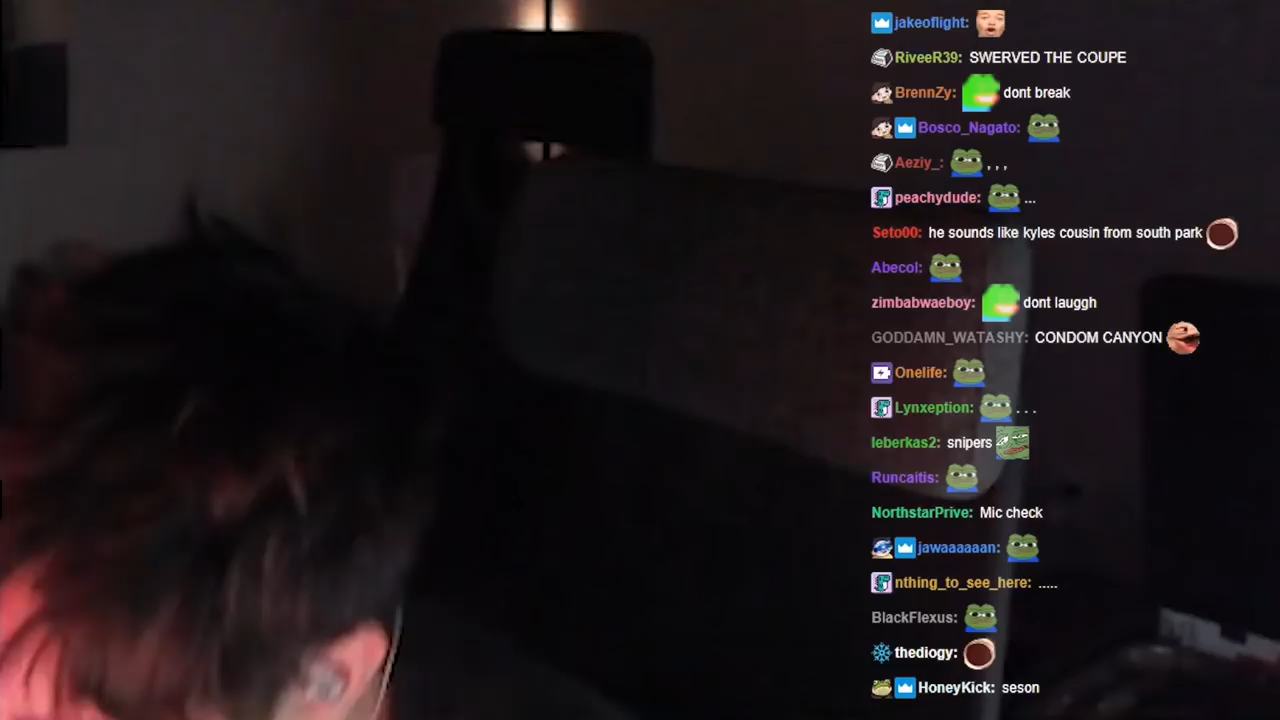 jakeoflight:
RiveeR39: SWERVED THE COUPE
BrennZy: dont break
Bosco_Nagato:
Aeziy_: , , ,
peachydude: ...
Seto00: he sounds like kyles cousin from south park
Abecol:
zimbabwaeboy: dont lauggh
GODDAMN_WATASHY: CONDOM CANYON
Onelife:
Lynxeption: . . .
leberkas2: snipers
Runcaitis:
NorthstarPrive: Mic check
jawaaaaaan:
nthing_to_see_here: .....
BlackFlexus:
thediogy:
HoneyKick: seson